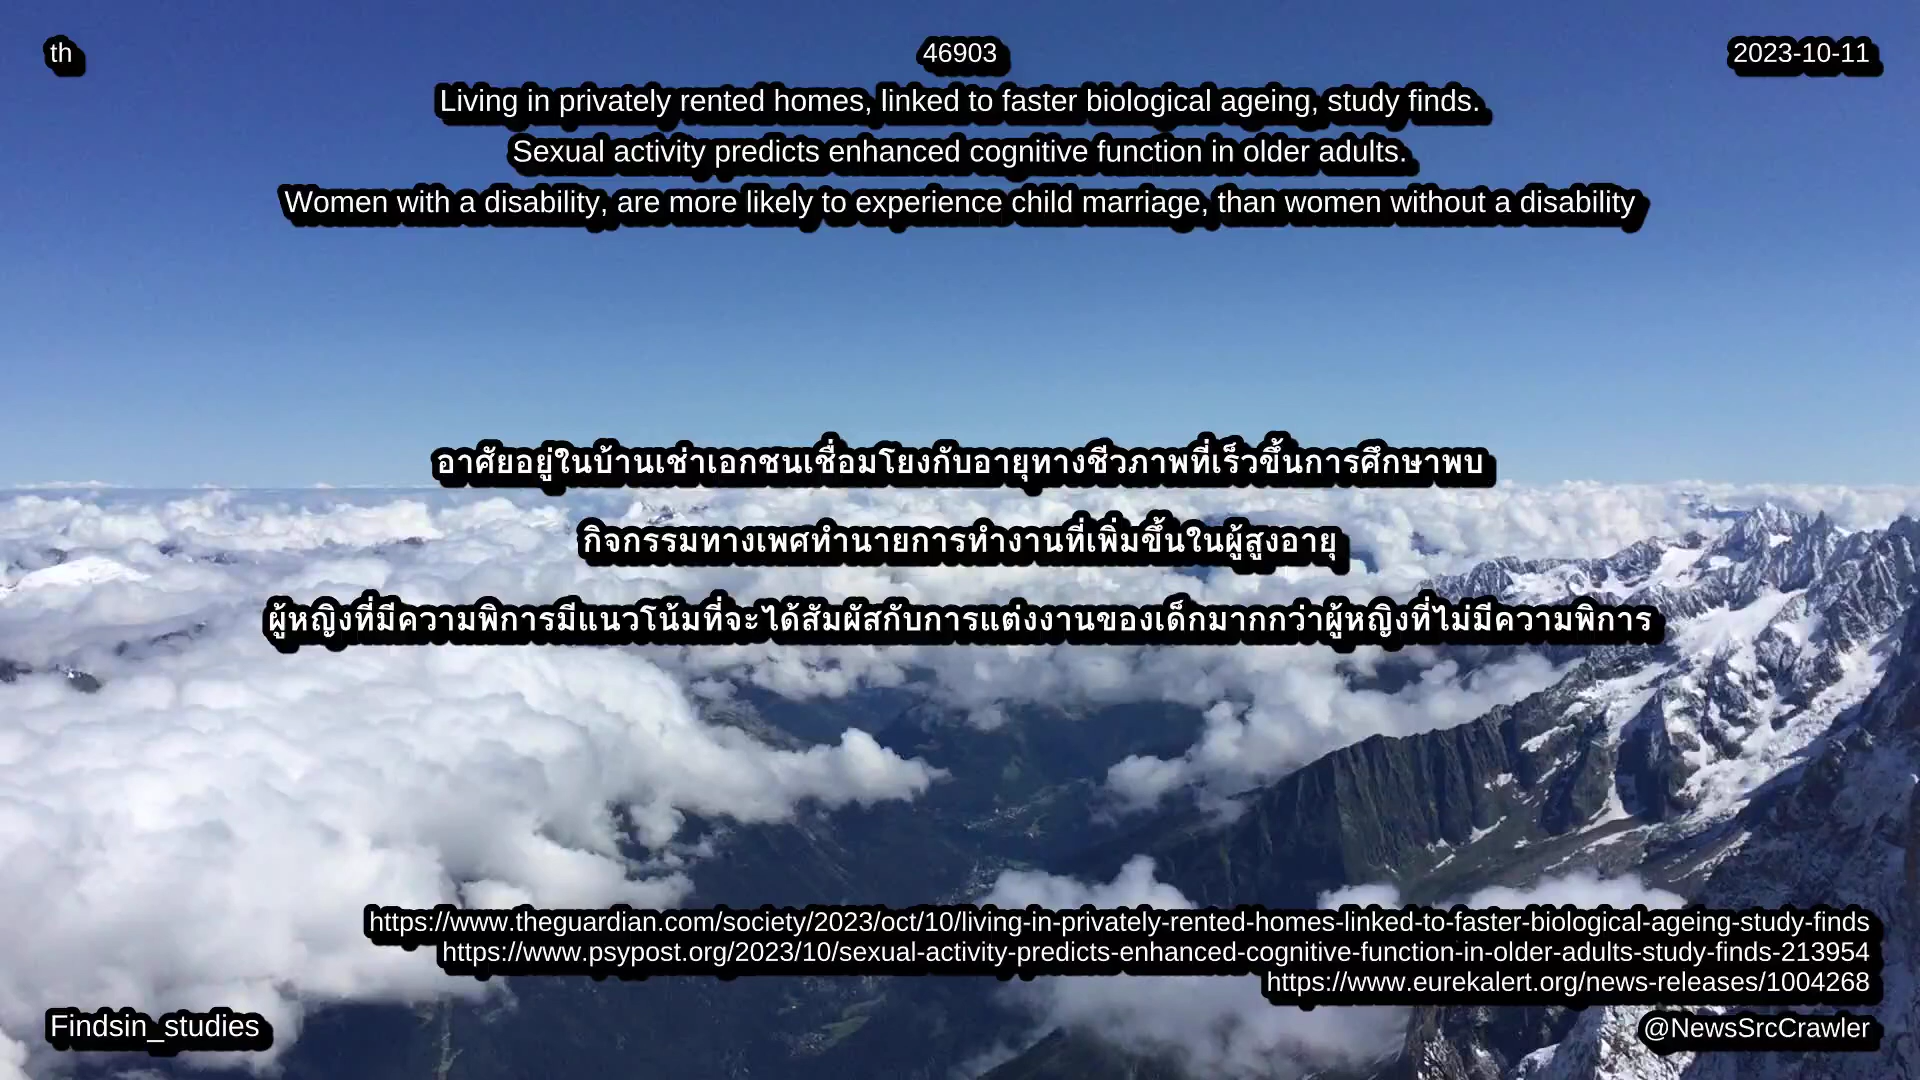 th
46903
2023-10-11
Living in privately rented homes, linked to faster biological ageing, study finds.
Sexual activity predicts enhanced cognitive function in older adults.
Women with a disability, are more likely to experience child marriage, than women without a disability
อาศัยอยู่ในบ้านเช่าเอกชนเชื่อมโยงกับอายุทางชีวภาพที่เร็วขึ้นการศึกษาพบ
กิจกรรมทางเพศทำนายการทำงานที่เพิ่มขึ้นในผู้สูงอายุ
ผู้หญิงที่มีความพิการมีแนวโน้มที่จะได้สัมผัสกับการแต่งงานของเด็กมากกว่าผู้หญิงที่ไม่มีความพิการ
https://www.theguardian.com/society/2023/oct/10/living-in-privately-rented-homes-linked-to-faster-biological-ageing-study-finds
https://www.psypost.org/2023/10/sexual-activity-predicts-enhanced-cognitive-function-in-older-adults-study-finds-213954
https://www.eurekalert.org/news-releases/1004268
Findsin_studies
@NewsSrcCrawler